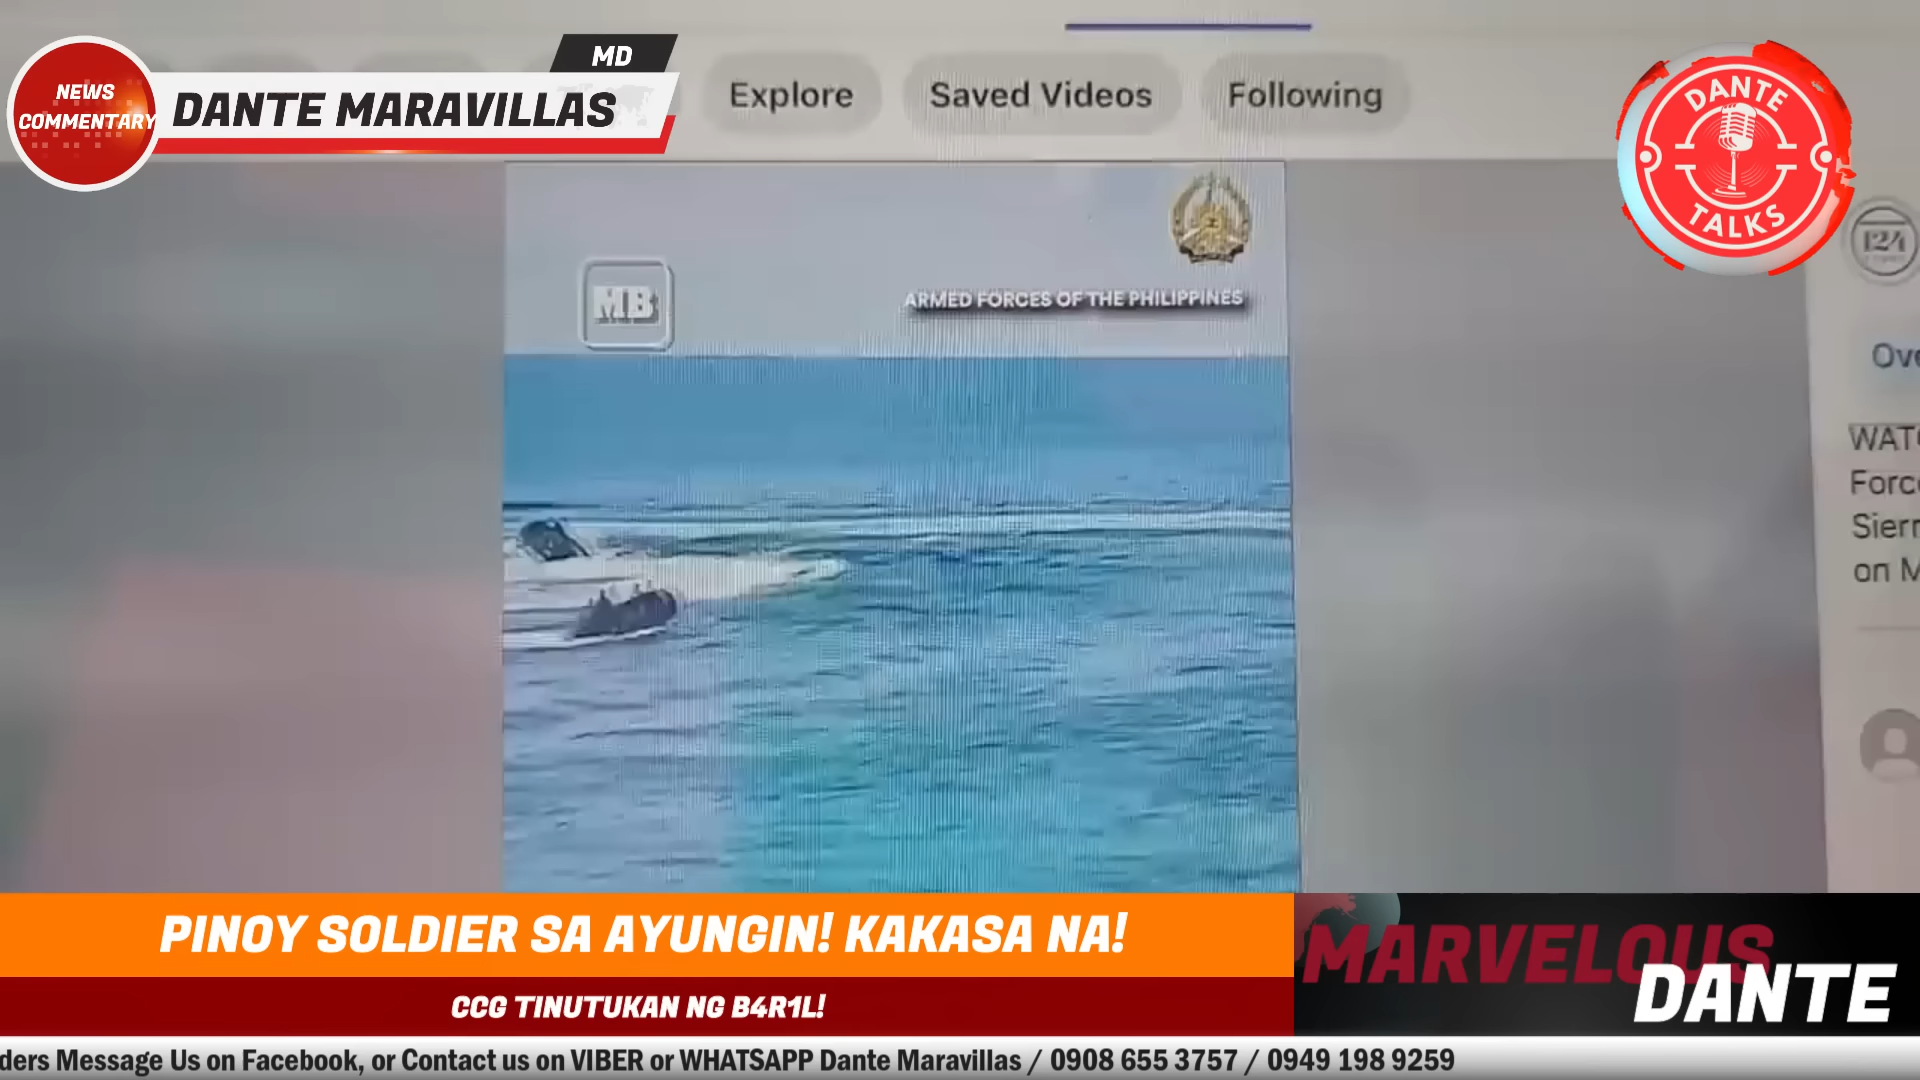 NEWS
COMMENTARY
MD
DANTE MARAVILLAS
Explore
Saved Videos
Following
DANTE
TALKS
124
MB
ARMED FORCES OF THE PHILIPPINES
Ove
WAT
Forc
Sierr
on M
PINOY SOLDIER SA AYUNGIN! KAKASA NA!
CCG TINUTUKAN NG B4R1L!
MARVELOUS
DANTE
ders Message Us on Facebook, or Contact us on VIBER or WHATSAPP Dante Maravillas / 0908 655 3757 / 0949 198 9259